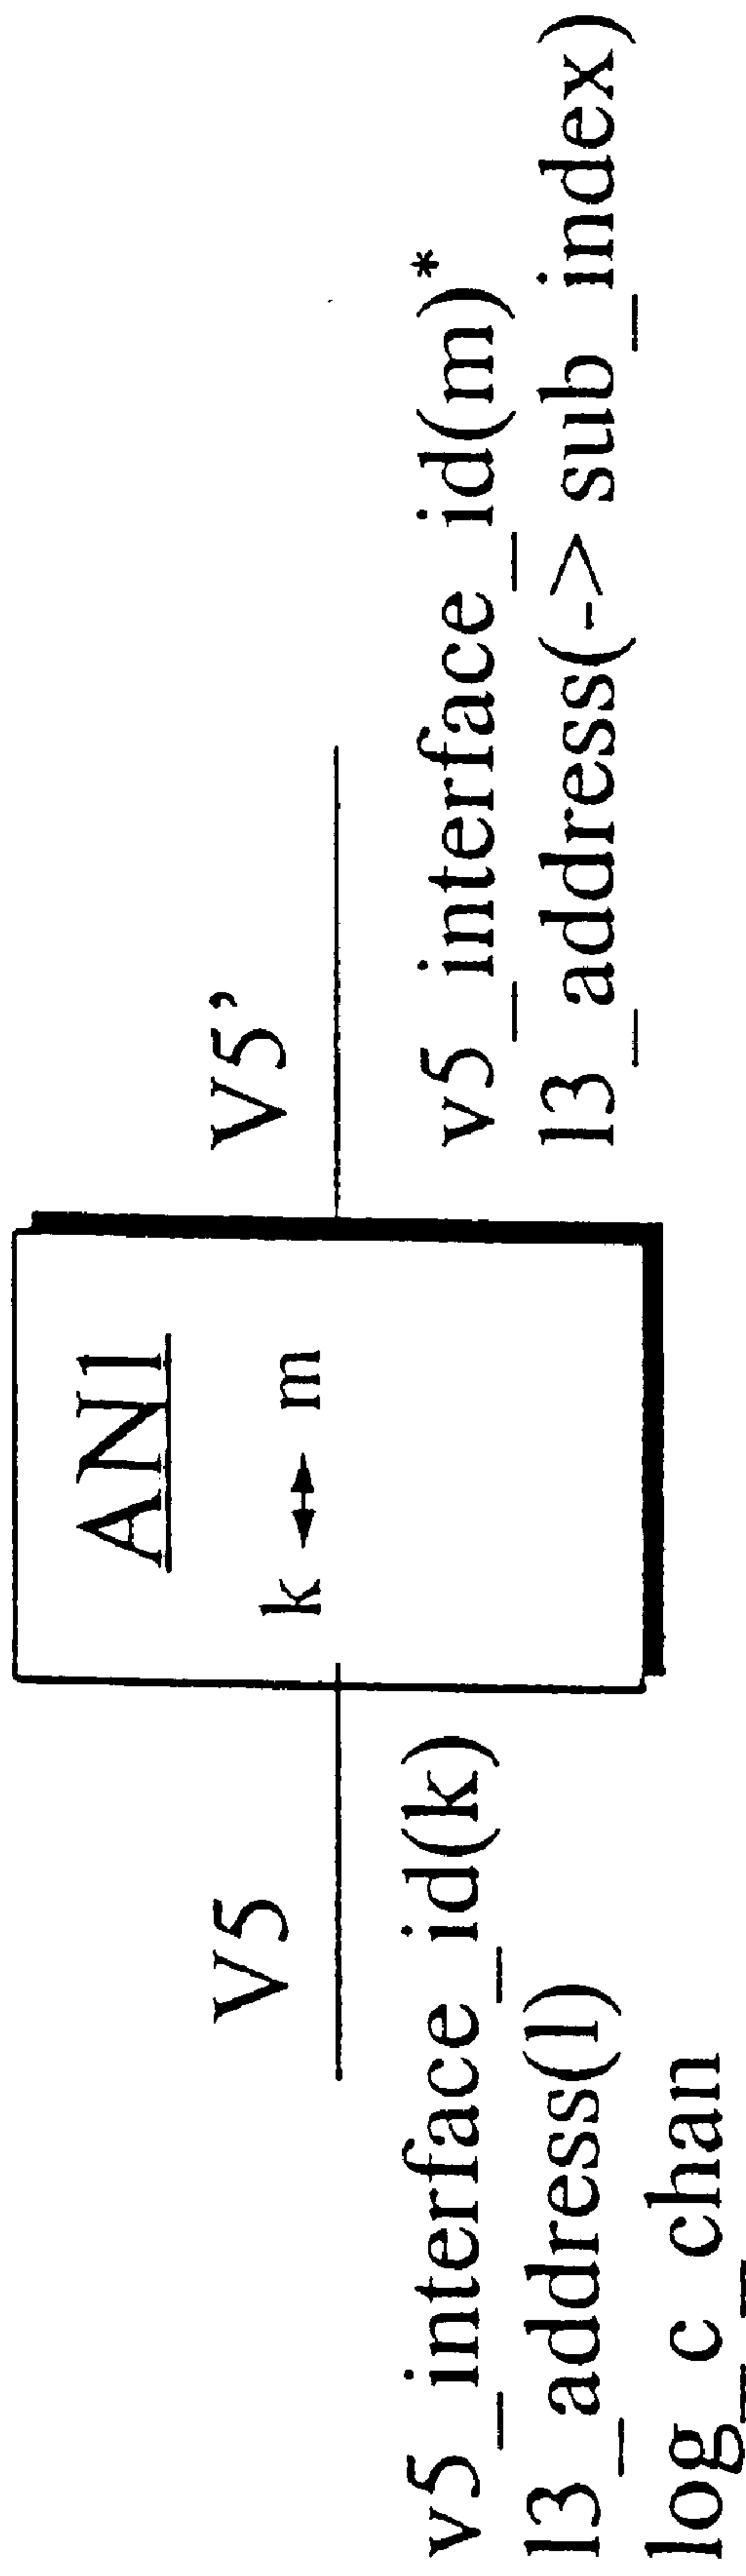 AN1
k ↔ m
V5
V5'
v5_interface_id(k)
l3_address(l)
log_c_chan
v5_interface_id(m)*
l3_address(-> sub_index)